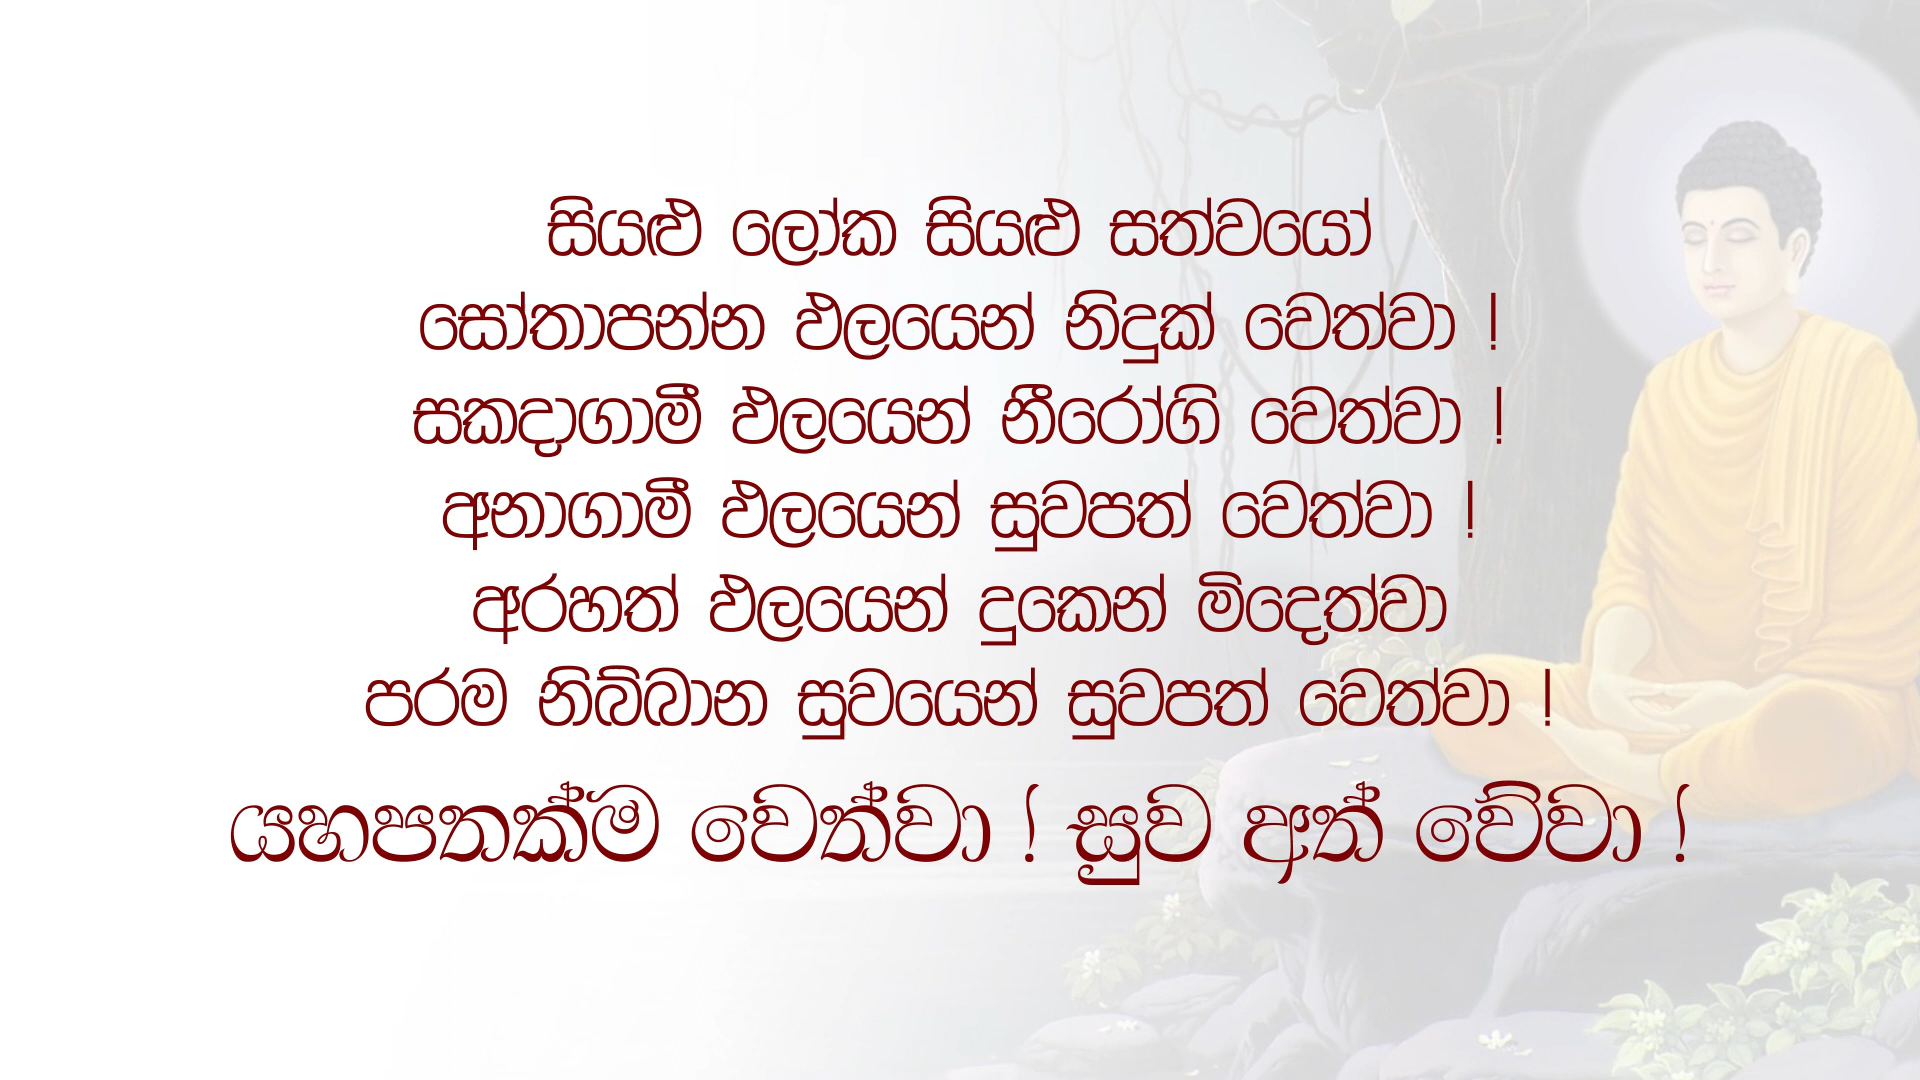 සියළු ලෝක සියළු සත්වයෝ
සෝතාපන්න ඵලයෙන් නිදුක් වෙත්වා !
සකදාගාමී ඵලයෙන් නීරෝගි වෙත්වා !
අනාගාමී ඵලයෙන් සුවපත් වෙත්වා !
අරහත් ඵලයෙන් දුකෙන් මිදෙත්වා
පරම නිබ්බාන සුවයෙන් සුවපත් වෙත්වා !
යහපතක්ම වෙත්වා ! සුව අත් වේවා !